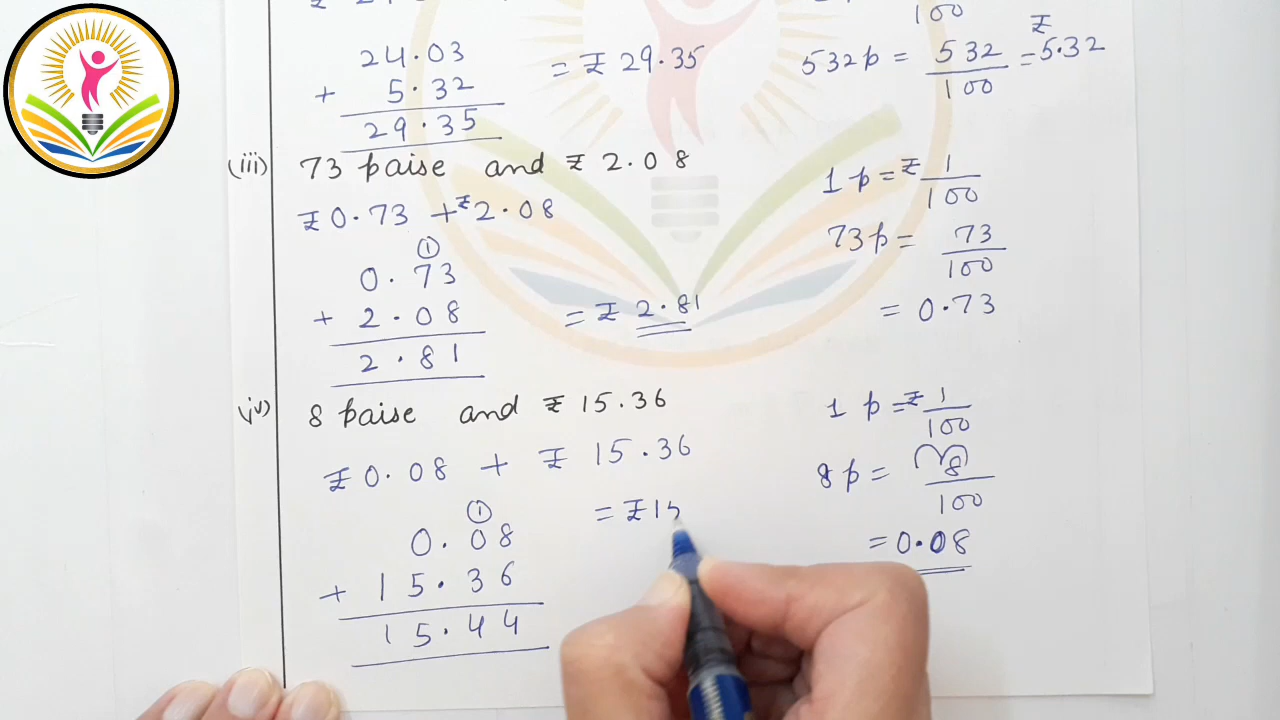 100
24.03
+ 5.32
29.35
= ₹ 29.35
532p = 532/100 = ₹ 5.32
(iii) 73 paise and ₹ 2.08
₹0.73 + ₹2.08
1
0.73
+ 2.08
2.81
= ₹ 2.81
1 p = ₹ 1/100
73p = 73/100
= 0.73
(iv) 8 paise and ₹ 15.36
₹0.08 + ₹ 15.36
1
0.08
+ 15.36
15.44
= ₹15
1 p = ₹ 1/100
8p = 8/100
= 0.08